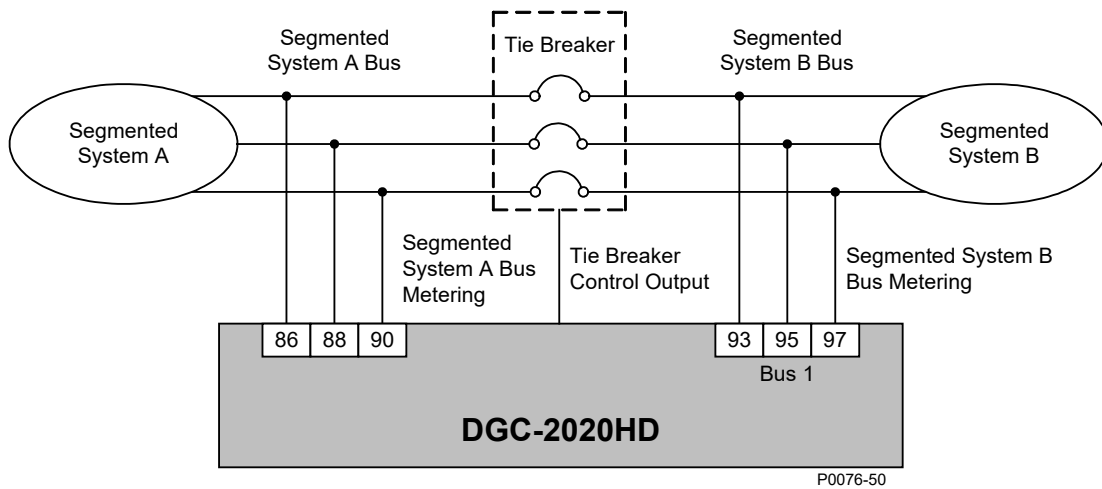 Segmented
System A Bus
Tie Breaker
Segmented
System B Bus
Segmented
System A
Segmented
System B
Segmented
System A Bus
Metering
Tie Breaker
Control Output
Segmented System B
Bus Metering
86
88
90
93
95
97
Bus 1
DGC-2020HD
P0076-50